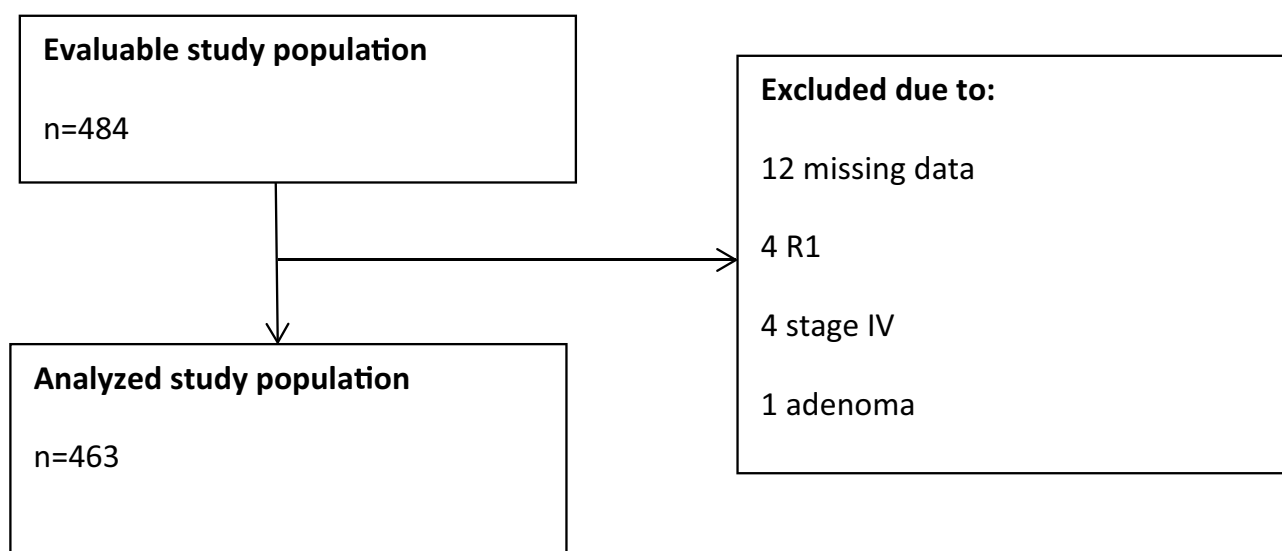 Evaluable study population
n=484
Excluded due to:
12 missing data
4 R1
4 stage IV
1 adenoma
Analyzed study population
n=463